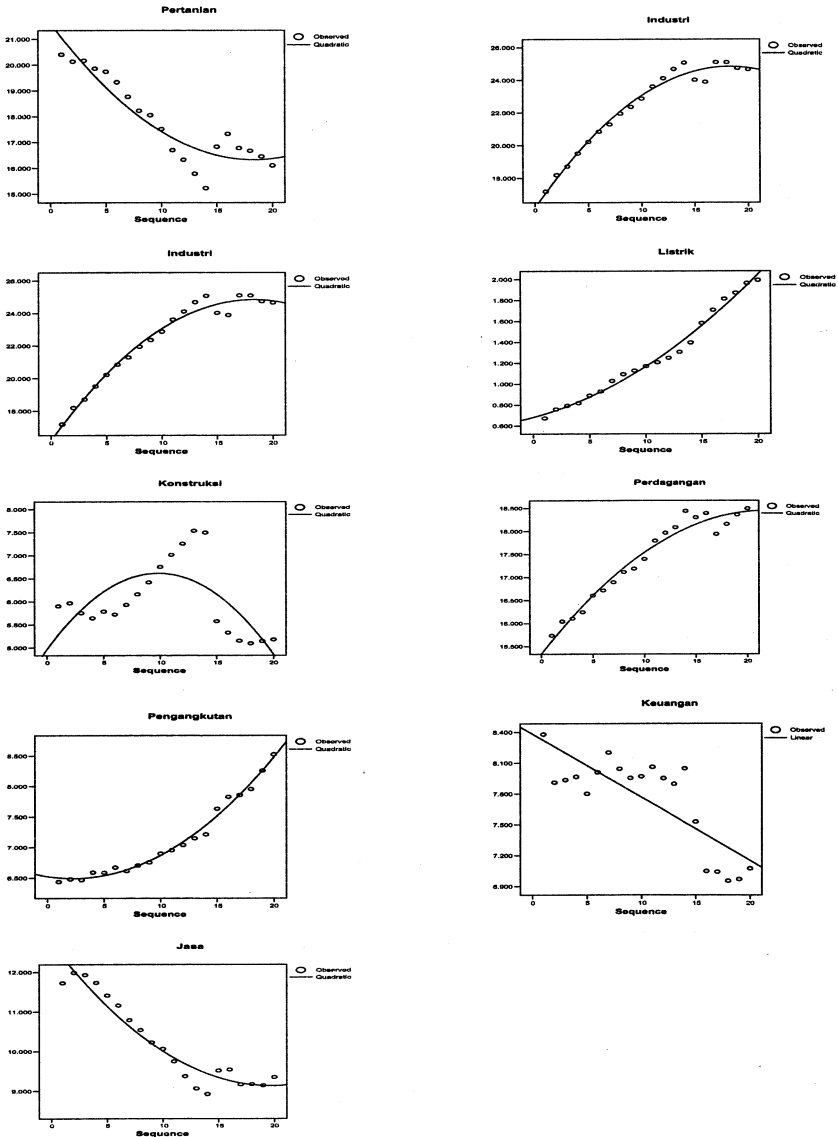 Pertanian
Observed
Quadratic
21.000
20.000
19.000
18.000
17.000
16.000
15.000
0 5 10 15 20
Sequence
Industri
Observed
Quadratic
26.000
24.000
22.000
18.000
0 5 10 15 20
Sequence
Industri
Observed
Quadratic
26.000
24.000
22.000
20.000
18.000
0 5 10 15 20
Sequence
Listrik
Observed
Quadratic
2.000
1.800
1.600
1.400
1.200
1.000
0.800
0.600
0 5 10 15 20
Sequence
Konstruksi
Observed
Quadratic
8.000
7.500
7.000
6.500
6.000
5.500
5.000
0 5 10 15 20
Sequence
Perdagangan
Observed
Quadratic
18.500
18.000
17.500
17.000
16.500
16.000
15.500
0 5 10 15 20
Sequence
Pengangkutan
Observed
Quadratic
8.500
8.000
7.500
7.000
6.500
0 5 10 15 20
Sequence
Keuangan
Observed
Linear
8.400
8.100
7.800
7.500
7.200
6.900
0 5 10 15 20
Sequence
Jasa
Observed
Quadratic
12.000
11.000
10.000
9.000
0 5 10 15 20
Sequence